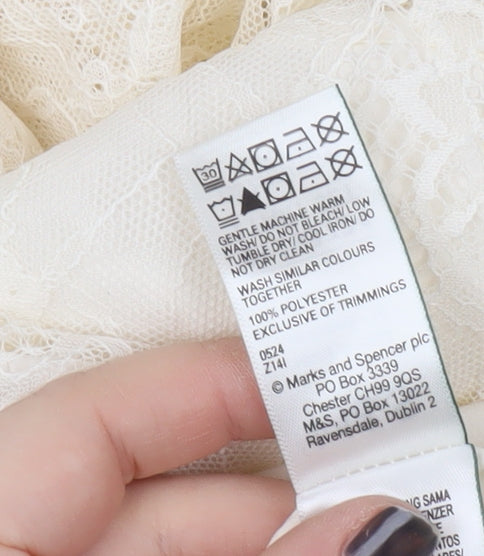 30
GENTLE MACHINE WARM
WASH/ DO NOT BLEACH/ LOW
TUMBLE DRY/ COOL IRON/ DO
NOT DRY CLEAN
WASH SIMILAR COLOURS
TOGETHER
100% POLYESTER
EXCLUSIVE OF TRIMMINGS
0524
Z14I
© Marks and Spencer plc
PO Box 3339
Chester CH99 9QS
M&S, PO Box 13022
Ravensdale, Dublin 2
SAMA